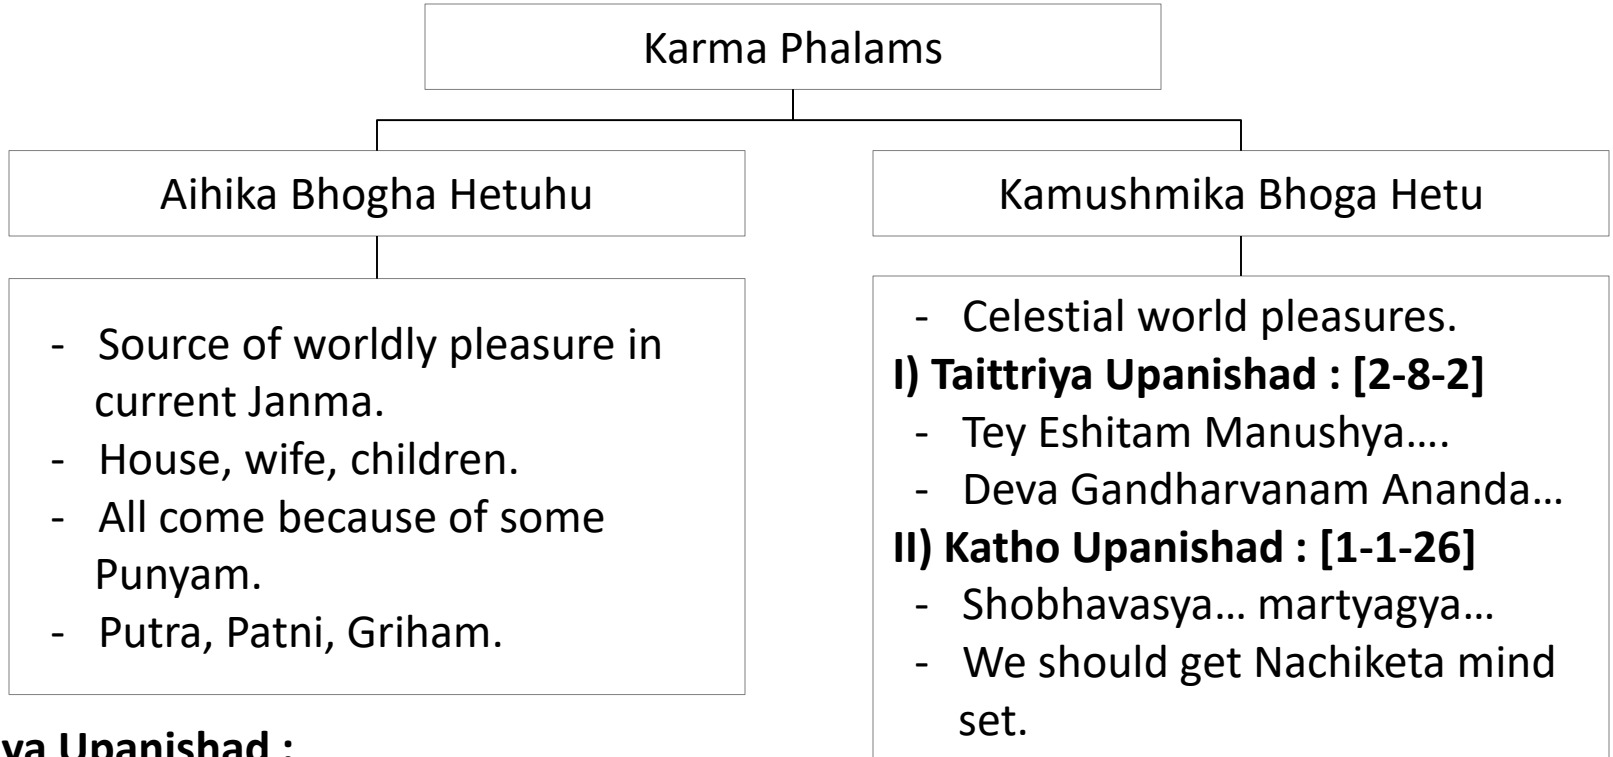 Karma Phalams
Aihika Bhogha Hetuhu
- Source of worldly pleasure in
current Janma.
- House, wife, children.
- All come because of some
Punyam.
- Putra, Patni, Griham.
Kamushmika Bhoga Hetu
- Celestial world pleasures.
I) Taittriya Upanishad : [2-8-2]
- Tey Eshitam Manushya….
- Deva Gandharvanam Ananda…
II) Katho Upanishad : [1-1-26]
- Shobhavasya… martyagya…
- We should get Nachiketa mind
set.
ya Upanishad :